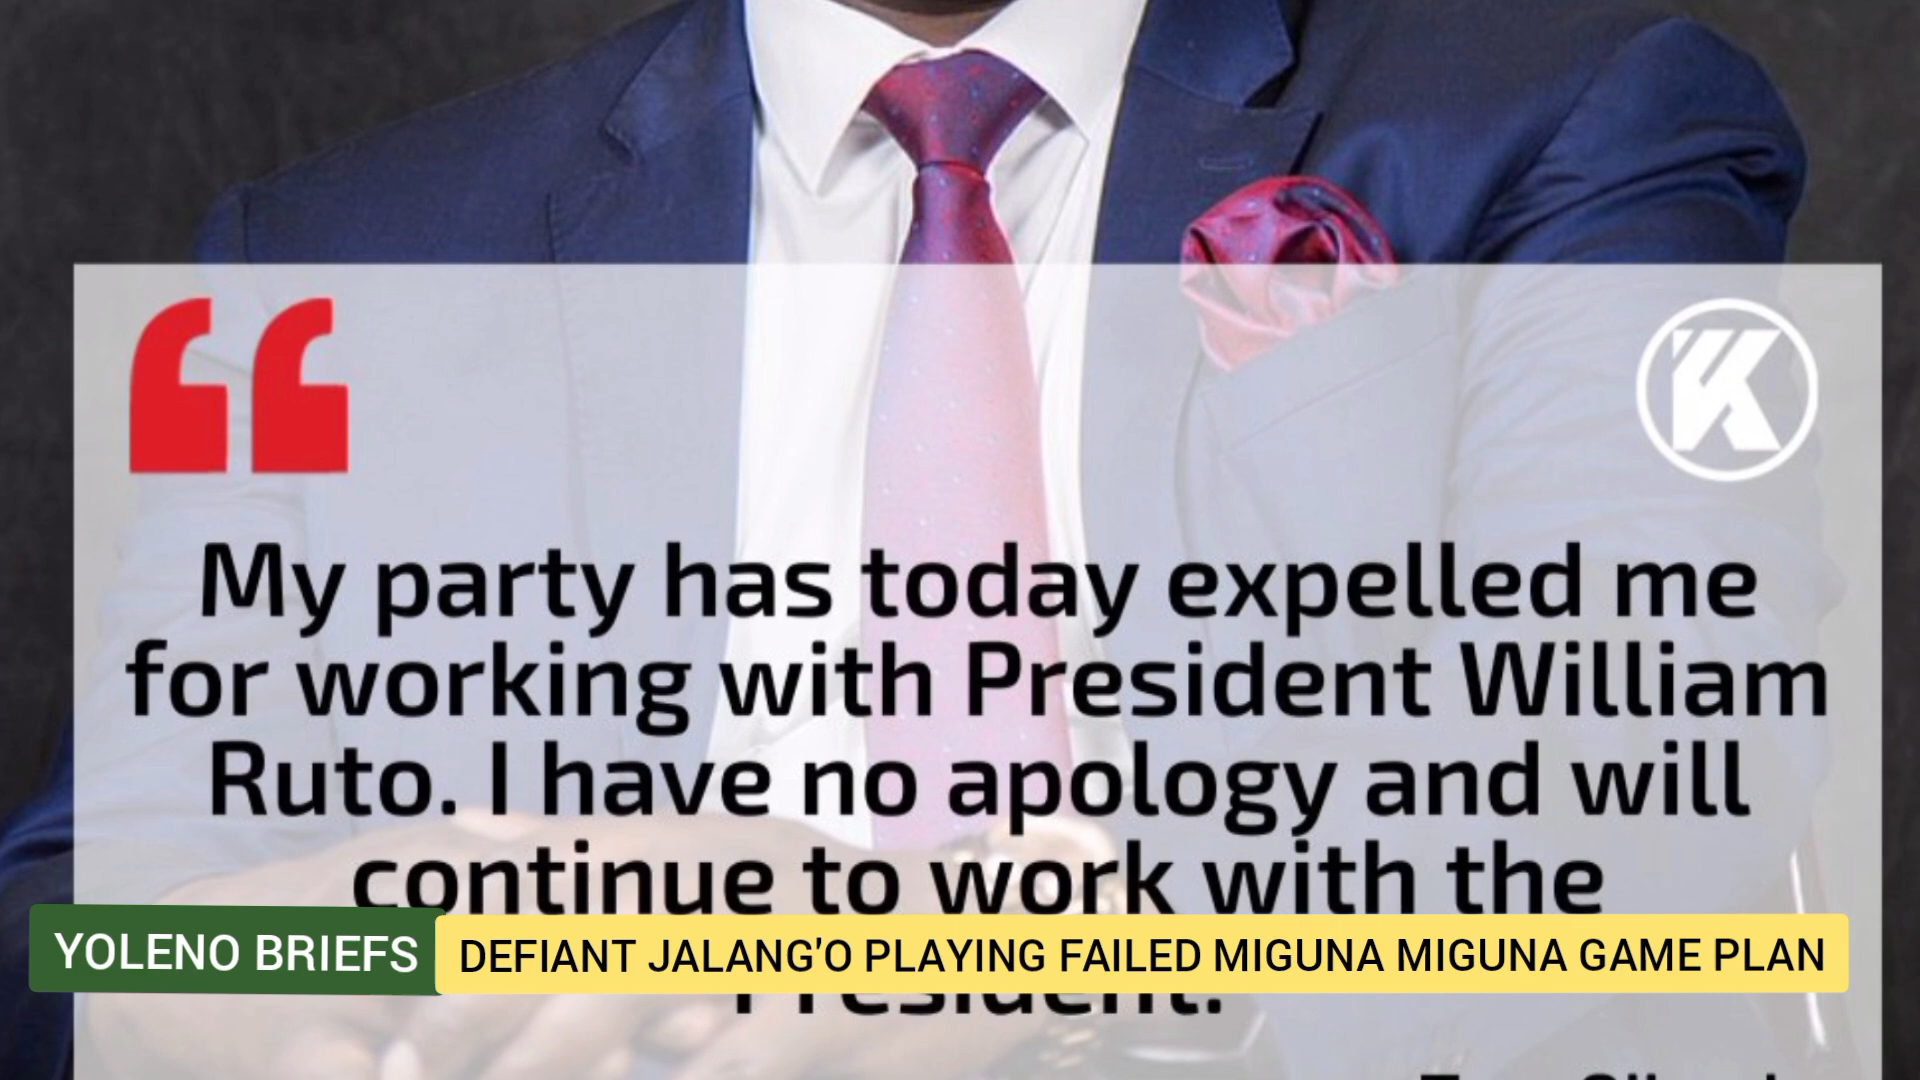 My party has today expelled me
for working with President William
Ruto. I have no apology and will
continue to work with the
President.
YOLENO BRIEFS
DEFIANT JALANG'O PLAYING FAILED MIGUNA MIGUNA GAME PLAN